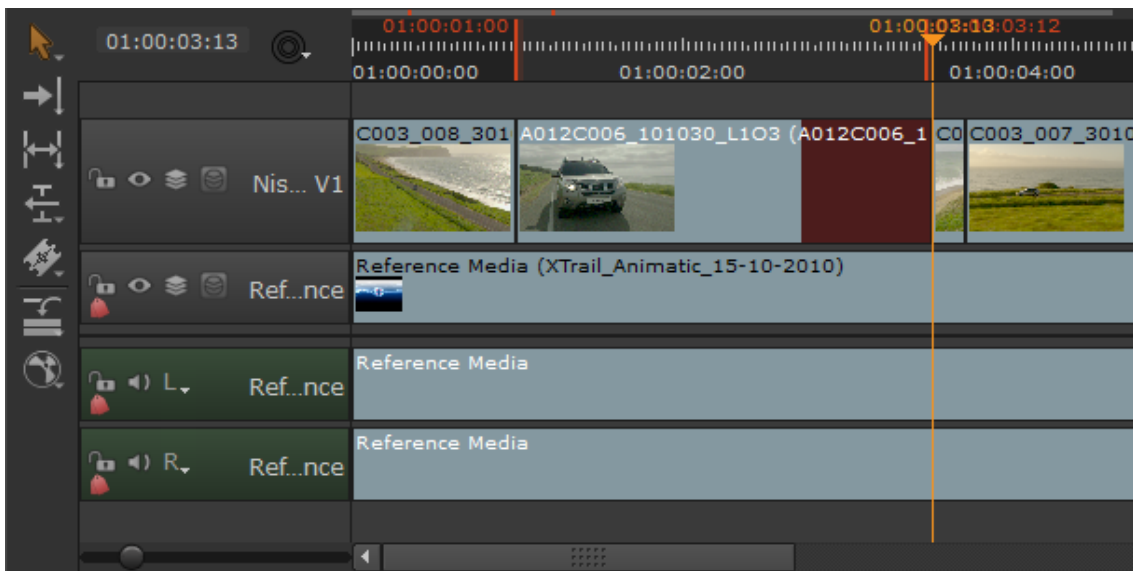 01:00:03:13
01:00:01:00
01:00:03:13
:03:12
01:00:00:00
01:00:02:00
01:00:04:00
Nis... V1
C003_008_301
A012C006_101030_L1O3 (A012C006_1
C0
C003_007_3010
Ref...nce
Reference Media (XTrail_Animatic_15-10-2010)
L
Ref...nce
Reference Media
R
Ref...nce
Reference Media